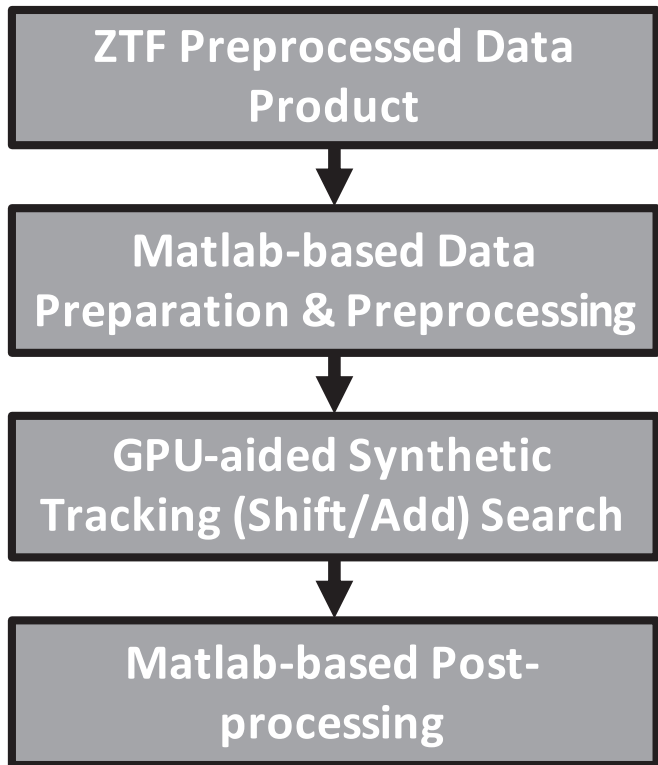 ZTF Preprocessed Data
Product
Matlab-based Data
Preparation & Preprocessing
GPU-aided Synthetic
Tracking (Shift/Add) Search
Matlab-based Post-
processing